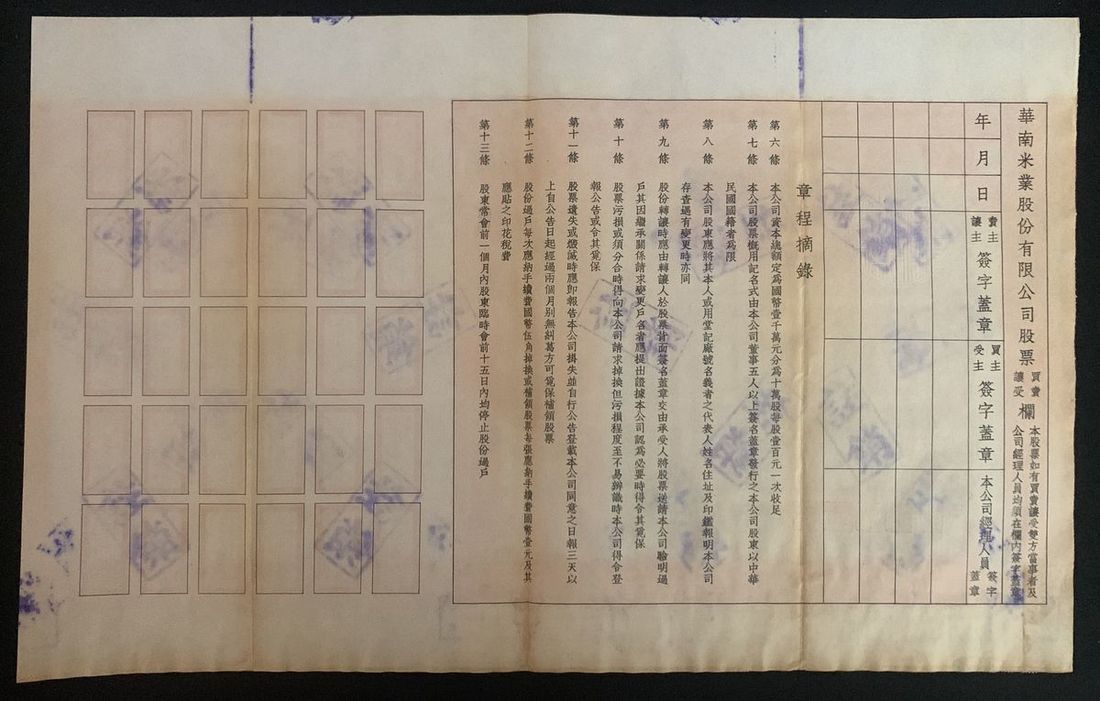 華南米業股份有限公司股票
買賣讓受欄
本股票如有買賣讓受雙方當事者及
公司經理人員均須在欄內簽字蓋章
年月日
賣主讓主簽字蓋章
買主受主簽字蓋章
本公司經理人員簽字蓋章
章程摘錄
第六條 本公司資本總額定爲國幣壹千萬元分爲十萬股每股壹百元一次收足
第七條 本公司股票槪用記名式由本公司董事五人以上簽名蓋章發行之本公司股東以中華
民國國籍者爲限
第八條 本公司股東應將其本人或用堂記廠號名義者之代表人姓名住址及印鑑報明本公司
存查遇有變更時亦同
第九條 股份轉讓時應由轉讓人於股票背面簽名蓋章交由承受人將股票送請本公司驗明過
戶其因繼承關係請求變更戶名者應提出證據本公司認爲必要時得令其覓保
第十條 股票污損或須分合時得向本公司請求掉換但污損程度至不易辨識時本公司得令登
報公告或令其覓保
第十一條 股票遺失或燬滅時應即報告本公司掛失並自行公告登載本公司同意之日報三天以
上自公告日起經過兩個月別無糾葛方可覓保補領股票
第十二條 股份過戶每次應納手續費國幣伍角掉換或補領股票每張應納手續費國幣壹元及其
應貼之印花稅費
第十三條 股東常會前一個月內股東臨時會前十五日內均停止股份過戶